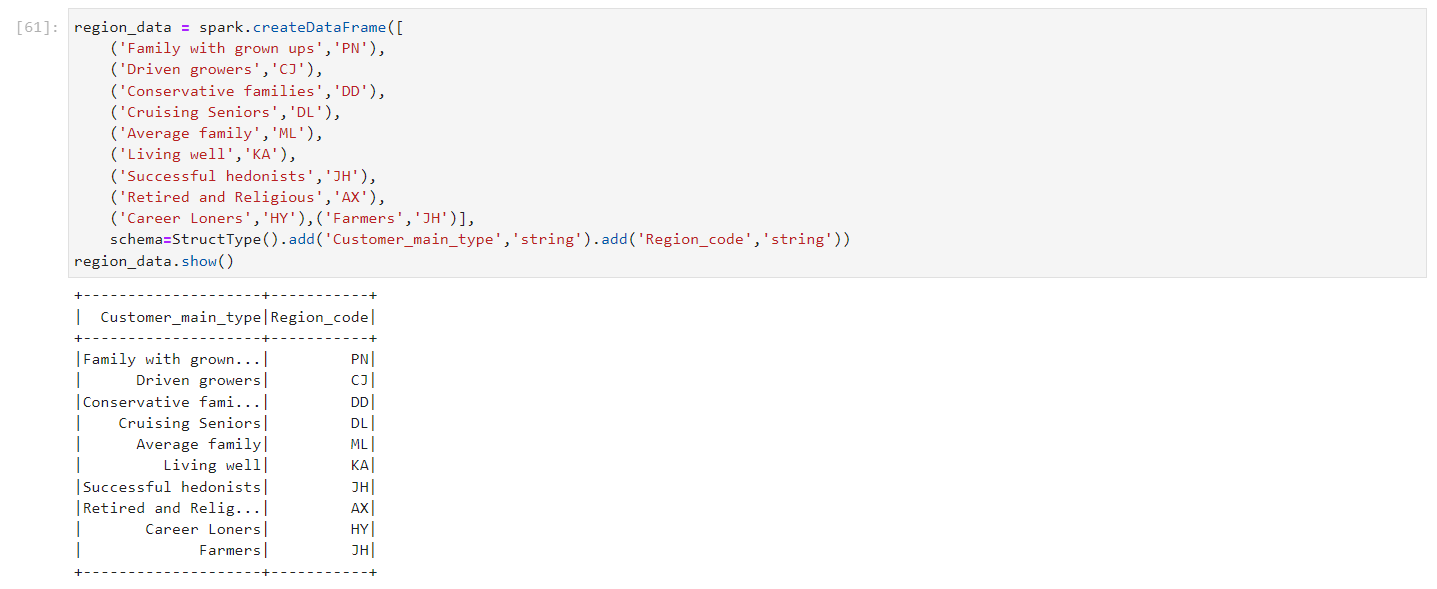 [61]: region_data = spark.createDataFrame([
    ('Family with grown ups','PN'),
    ('Driven growers','CJ'),
    ('Conservative families','DD'),
    ('Cruising Seniors','DL'),
    ('Average family','ML'),
    ('Living well','KA'),
    ('Successful hedonists','JH'),
    ('Retired and Religious','AX'),
    ('Career Loners','HY'),('Farmers','JH')],
    schema=StructType().add('Customer_main_type','string').add('Region_code','string'))
region_data.show()
+--------------------+-----------+
|  Customer_main_type|Region_code|
+--------------------+-----------+
|Family with grown...|         PN|
|      Driven growers|         CJ|
|Conservative fami...|         DD|
|    Cruising Seniors|         DL|
|      Average family|         ML|
|         Living well|         KA|
|Successful hedonists|         JH|
|Retired and Relig...|         AX|
|       Career Loners|         HY|
|             Farmers|         JH|
+--------------------+-----------+